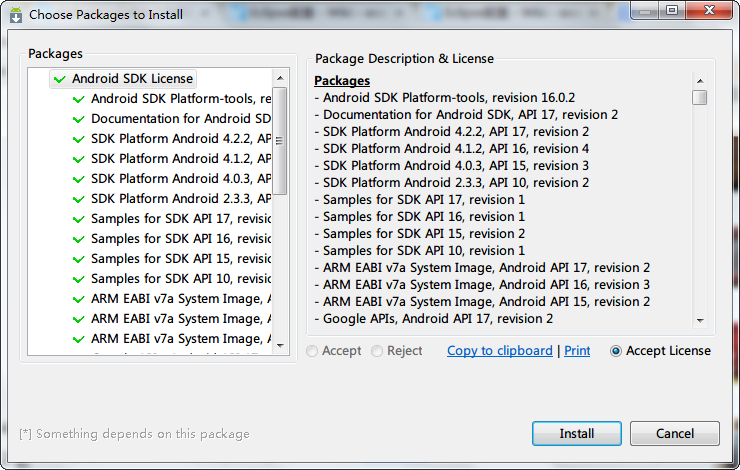 Choose Packages to Install
Packages
Android SDK License
Android SDK Platform-tools, re
Documentation for Android SD
SDK Platform Android 4.2.2, AP
SDK Platform Android 4.1.2, AP
SDK Platform Android 4.0.3, AP
SDK Platform Android 2.3.3, AP
Samples for SDK API 17, revisio
Samples for SDK API 16, revisio
Samples for SDK API 15, revisio
Samples for SDK API 10, revisio
ARM EABI v7a System Image, A
ARM EABI v7a System Image, A
ARM EABI v7a System Image, A
Package Description & License
Packages
- Android SDK Platform-tools, revision 16.0.2
- Documentation for Android SDK, API 17, revision 2
- SDK Platform Android 4.2.2, API 17, revision 2
- SDK Platform Android 4.1.2, API 16, revision 4
- SDK Platform Android 4.0.3, API 15, revision 3
- SDK Platform Android 2.3.3, API 10, revision 2
- Samples for SDK API 17, revision 1
- Samples for SDK API 16, revision 1
- Samples for SDK API 15, revision 2
- Samples for SDK API 10, revision 1
- ARM EABI v7a System Image, Android API 17, revision 2
- ARM EABI v7a System Image, Android API 16, revision 3
- ARM EABI v7a System Image, Android API 15, revision 2
- Google APIs, Android API 17, revision 2
Accept Reject Copy to clipboard | Print Accept License
[*] Something depends on this package
Install Cancel